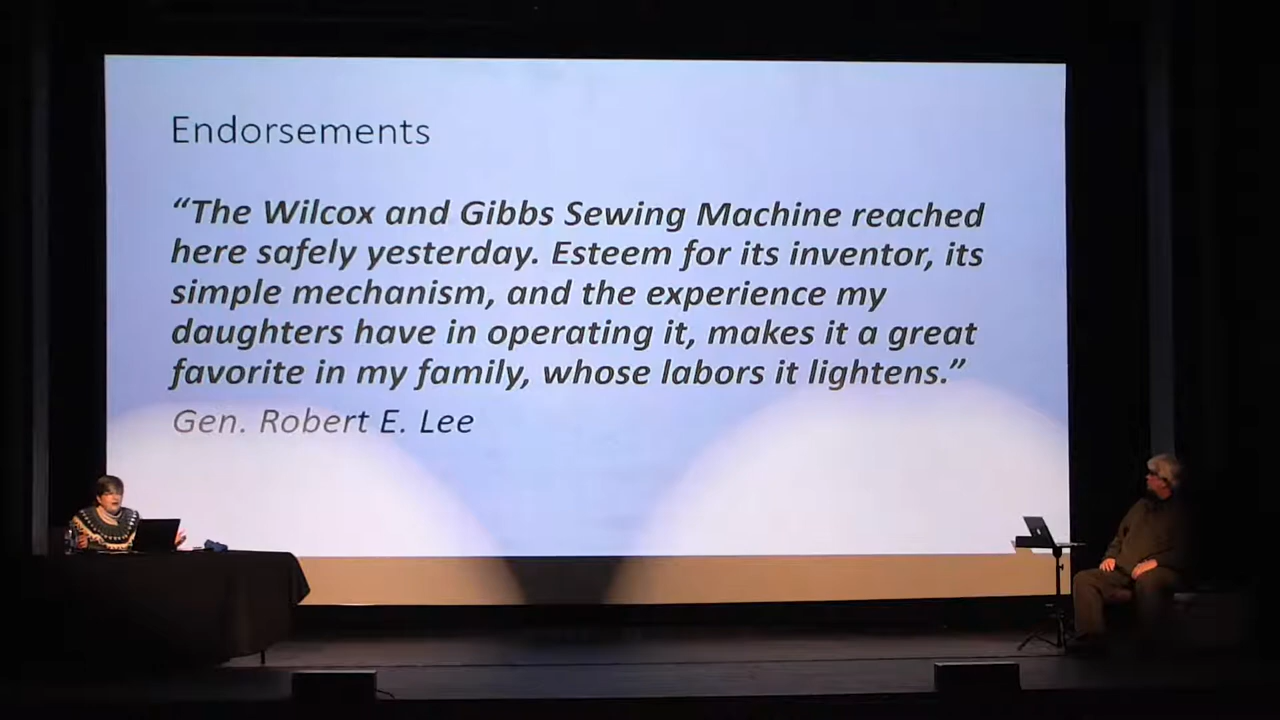 Endorsements
“The Wilcox and Gibbs Sewing Machine reached
here safely yesterday. Esteem for its inventor, its
simple mechanism, and the experience my
daughters have in operating it, makes it a great
favorite in my family, whose labors it lightens.”
Gen. Robert E. Lee